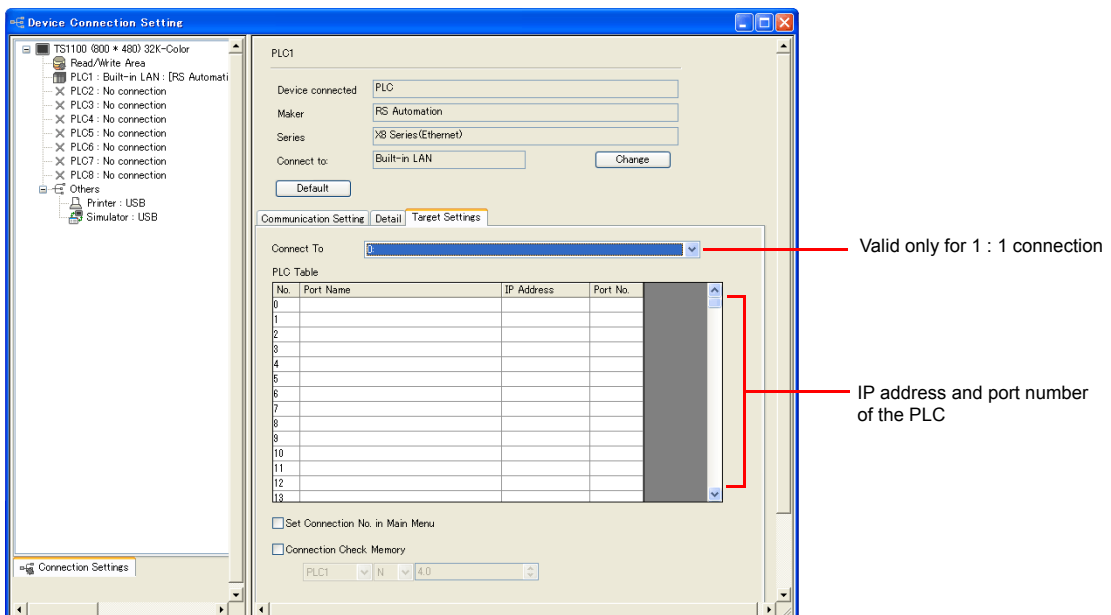 Device Connection Setting
TS1100 (800 * 480) 32K-Color
Read/Write Area
PLC1 : Built-in LAN : [RS Automati
PLC2 : No connection
PLC3 : No connection
PLC4 : No connection
PLC5 : No connection
PLC6 : No connection
PLC7 : No connection
PLC8 : No connection
Others
Printer : USB
Simulator : USB
Connection Settings
PLC1
Device connected PLC
Maker RS Automation
Series X8 Series(Ethernet)
Connect to: Built-in LAN Change
Default
Communication Setting Detail Target Settings
Connect To 0:
Valid only for 1 : 1 connection
PLC Table
No. Port Name IP Address Port No.
0
1
2
3
4
5
6
7
8
9
10
11
12
13
IP address and port number
of the PLC
Set Connection No. in Main Menu
Connection Check Memory
PLC1 N 4.0